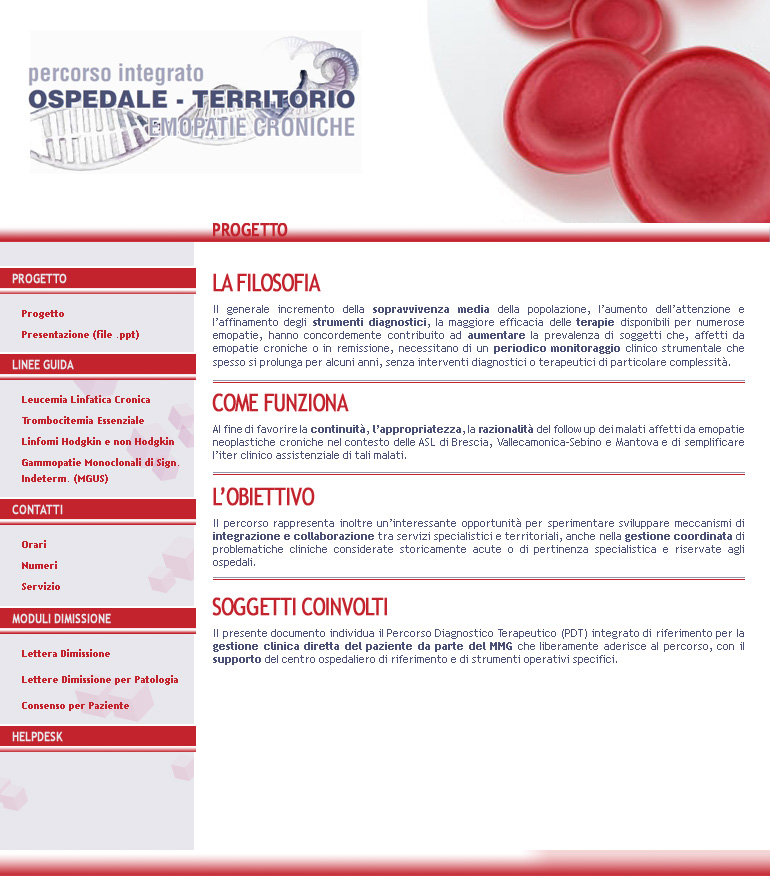 percorso integrato
OSPEDALE - TERRITORIO
EMOPATIE CRONICHE
PROGETTO
PROGETTO
Progetto
Presentazione (file .ppt)
LINEE GUIDA
Leucemia Linfatica Cronica
Trombocitemia Essenziale
Linfomi Hodgkin e non Hodgkin
Gammopatie Monoclonali di Sign.
Indeterm. (MGUS)
CONTATTI
Orari
Numeri
Servizio
MODULI DIMISSIONE
Lettera Dimissione
Lettere Dimissione per Patologia
Consenso per Paziente
HELPDESK
LA FILOSOFIA
Il generale incremento della sopravvivenza media della popolazione, l'aumento dell'attenzione e
l'affinamento degli strumenti diagnostici, la maggiore efficacia delle terapie disponibili per numerose
emopatie, hanno concordemente contribuito ad aumentare la prevalenza di soggetti che, affetti da
emopatie croniche o in remissione, necessitano di un periodico monitoraggio clinico strumentale che
spesso si prolunga per alcuni anni, senza interventi diagnostici o terapeutici di particolare complessità.
COME FUNZIONA
Al fine di favorire la continuità, l'appropriatezza, la razionalità del follow up dei malati affetti da emopatie
neoplastiche croniche nel contesto delle ASL di Brescia, Vallecamonica-Sebino e Mantova e di semplificare
l'iter clinico assistenziale di tali malati.
L'OBIETTIVO
Il percorso rappresenta inoltre un'interessante opportunità per sperimentare sviluppare meccanismi di
integrazione e collaborazione tra servizi specialistici e territoriali, anche nella gestione coordinata di
problematiche cliniche considerate storicamente acute o di pertinenza specialistica e riservate agli
ospedali.
SOGGETTI COINVOLTI
Il presente documento individua il Percorso Diagnostico Terapeutico (PDT) integrato di riferimento per la
gestione clinica diretta del paziente da parte del MMG che liberamente aderisce al percorso, con il
supporto del centro ospedaliero di riferimento e di strumenti operativi specifici.